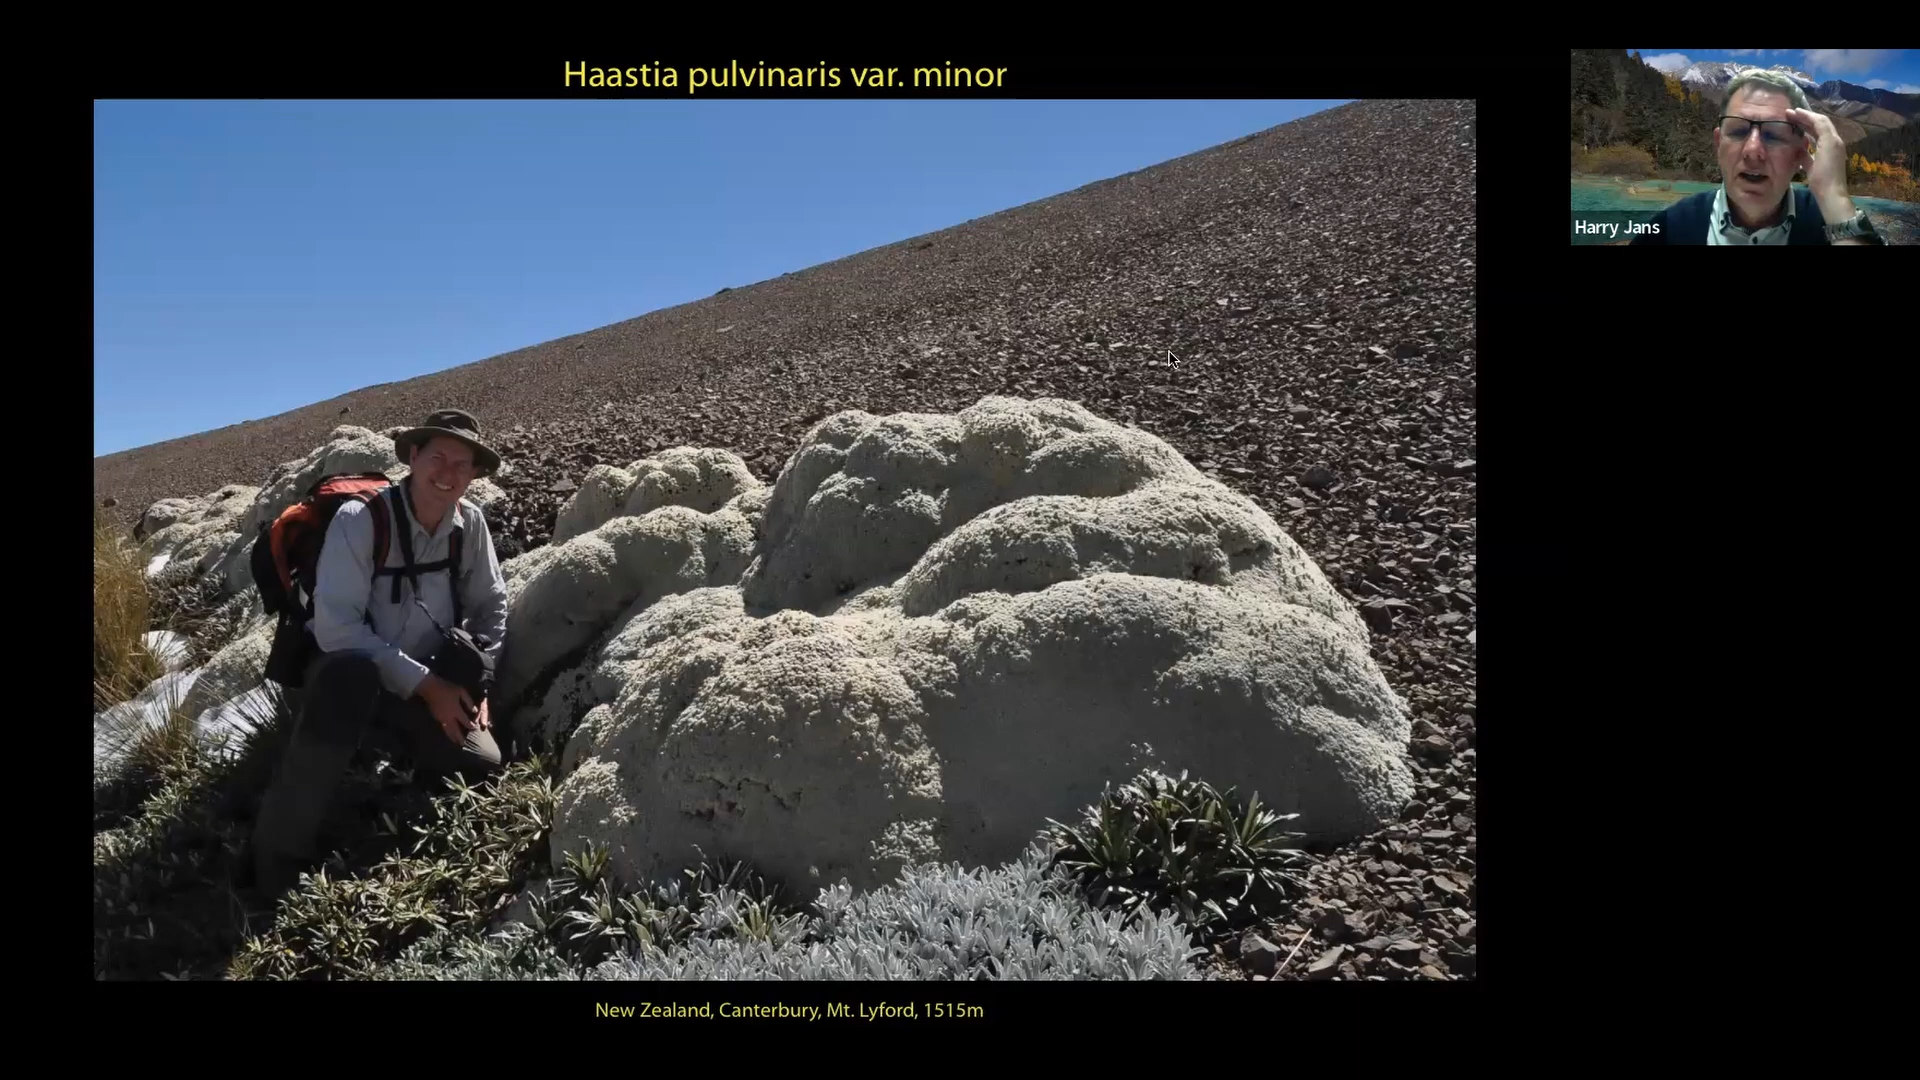 Haastia pulvinaris var. minor
Harry Jans
New Zealand, Canterbury, Mt. Lyford, 1515m